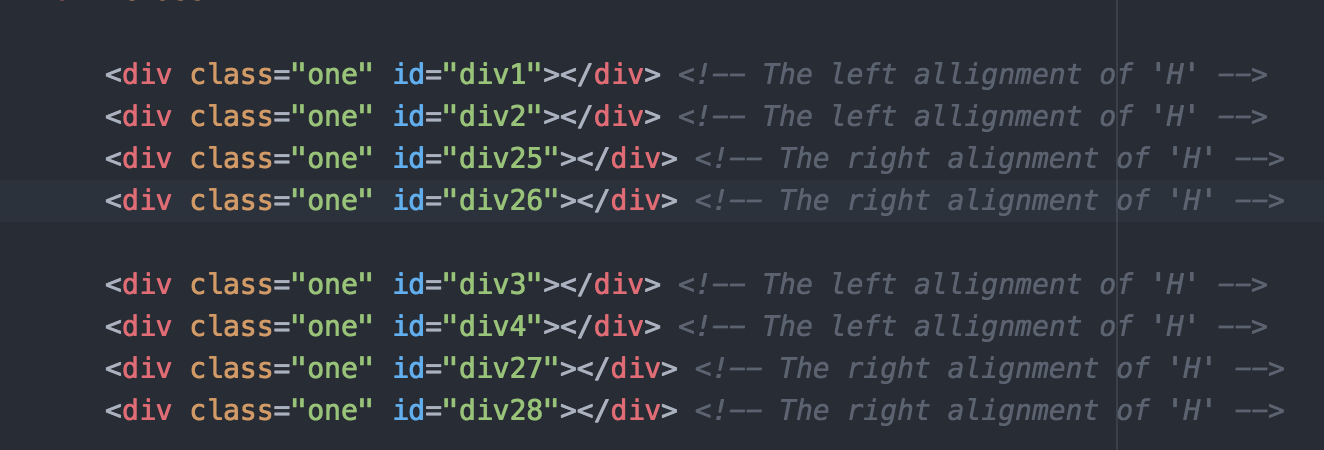 <div class="one" id="div1"></div> <!-- The left allignment of 'H' -->
<div class="one" id="div2"></div> <!-- The left allignment of 'H' -->
<div class="one" id="div25"></div> <!-- The right alignment of 'H' -->
<div class="one" id="div26"></div> <!-- The right alignment of 'H' -->
<div class="one" id="div3"></div> <!-- The left allignment of 'H' -->
<div class="one" id="div4"></div> <!-- The left allignment of 'H' -->
<div class="one" id="div27"></div> <!-- The right alignment of 'H' -->
<div class="one" id="div28"></div> <!-- The right alignment of 'H' -->